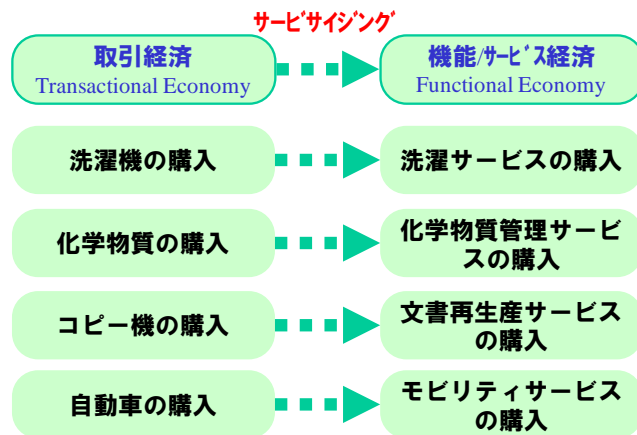 サービサイジング
取引経済
Transactional Economy
機能/サービス経済
Functional Economy
洗濯機の購入
洗濯サービスの購入
化学物質の購入
化学物質管理サービ
スの購入
コピー機の購入
文書再生産サービス
の購入
自動車の購入
モビリティサービス
の購入